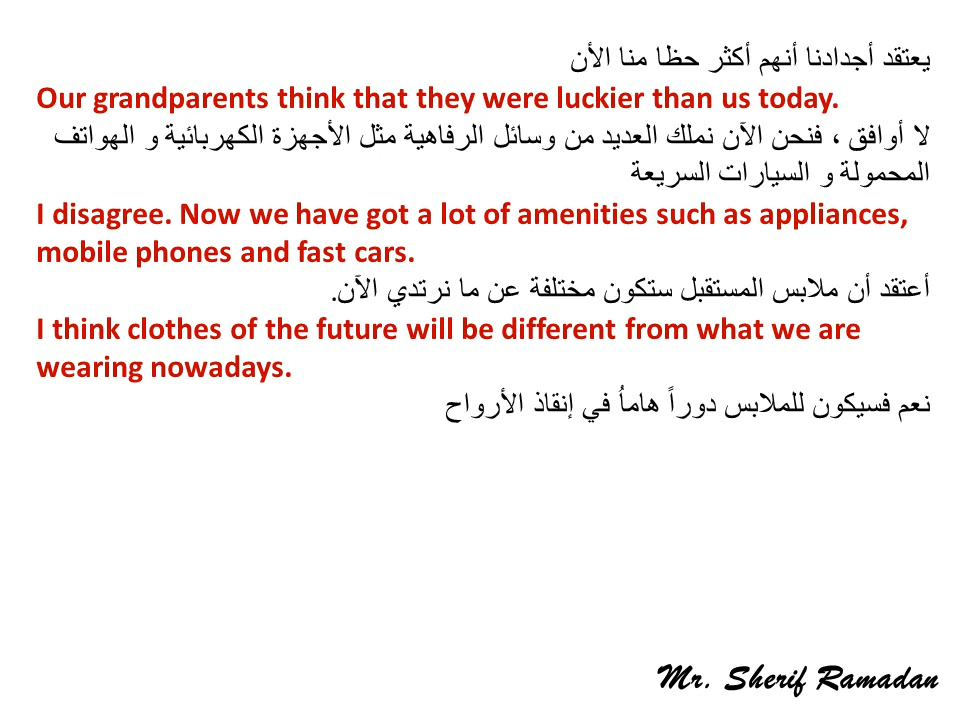 يعتقد أجدادنا أنهم أكثر حظا منا الأن
Our grandparents think that they were luckier than us today.
لا أوافق ، فنحن الآن نملك العديد من وسائل الرفاهية مثل الأجهزة الكهربائية و الهواتف
المحمولة و السيارات السريعة
I disagree. Now we have got a lot of amenities such as appliances,
mobile phones and fast cars.
أعتقد أن ملابس المستقبل ستكون مختلفة عن ما نرتدي الآن.
I think clothes of the future will be different from what we are
wearing nowadays.
نعم فسيكون للملابس دوراً هاماُ في إنقاذ الأرواح
Mr. Sherif Ramadan